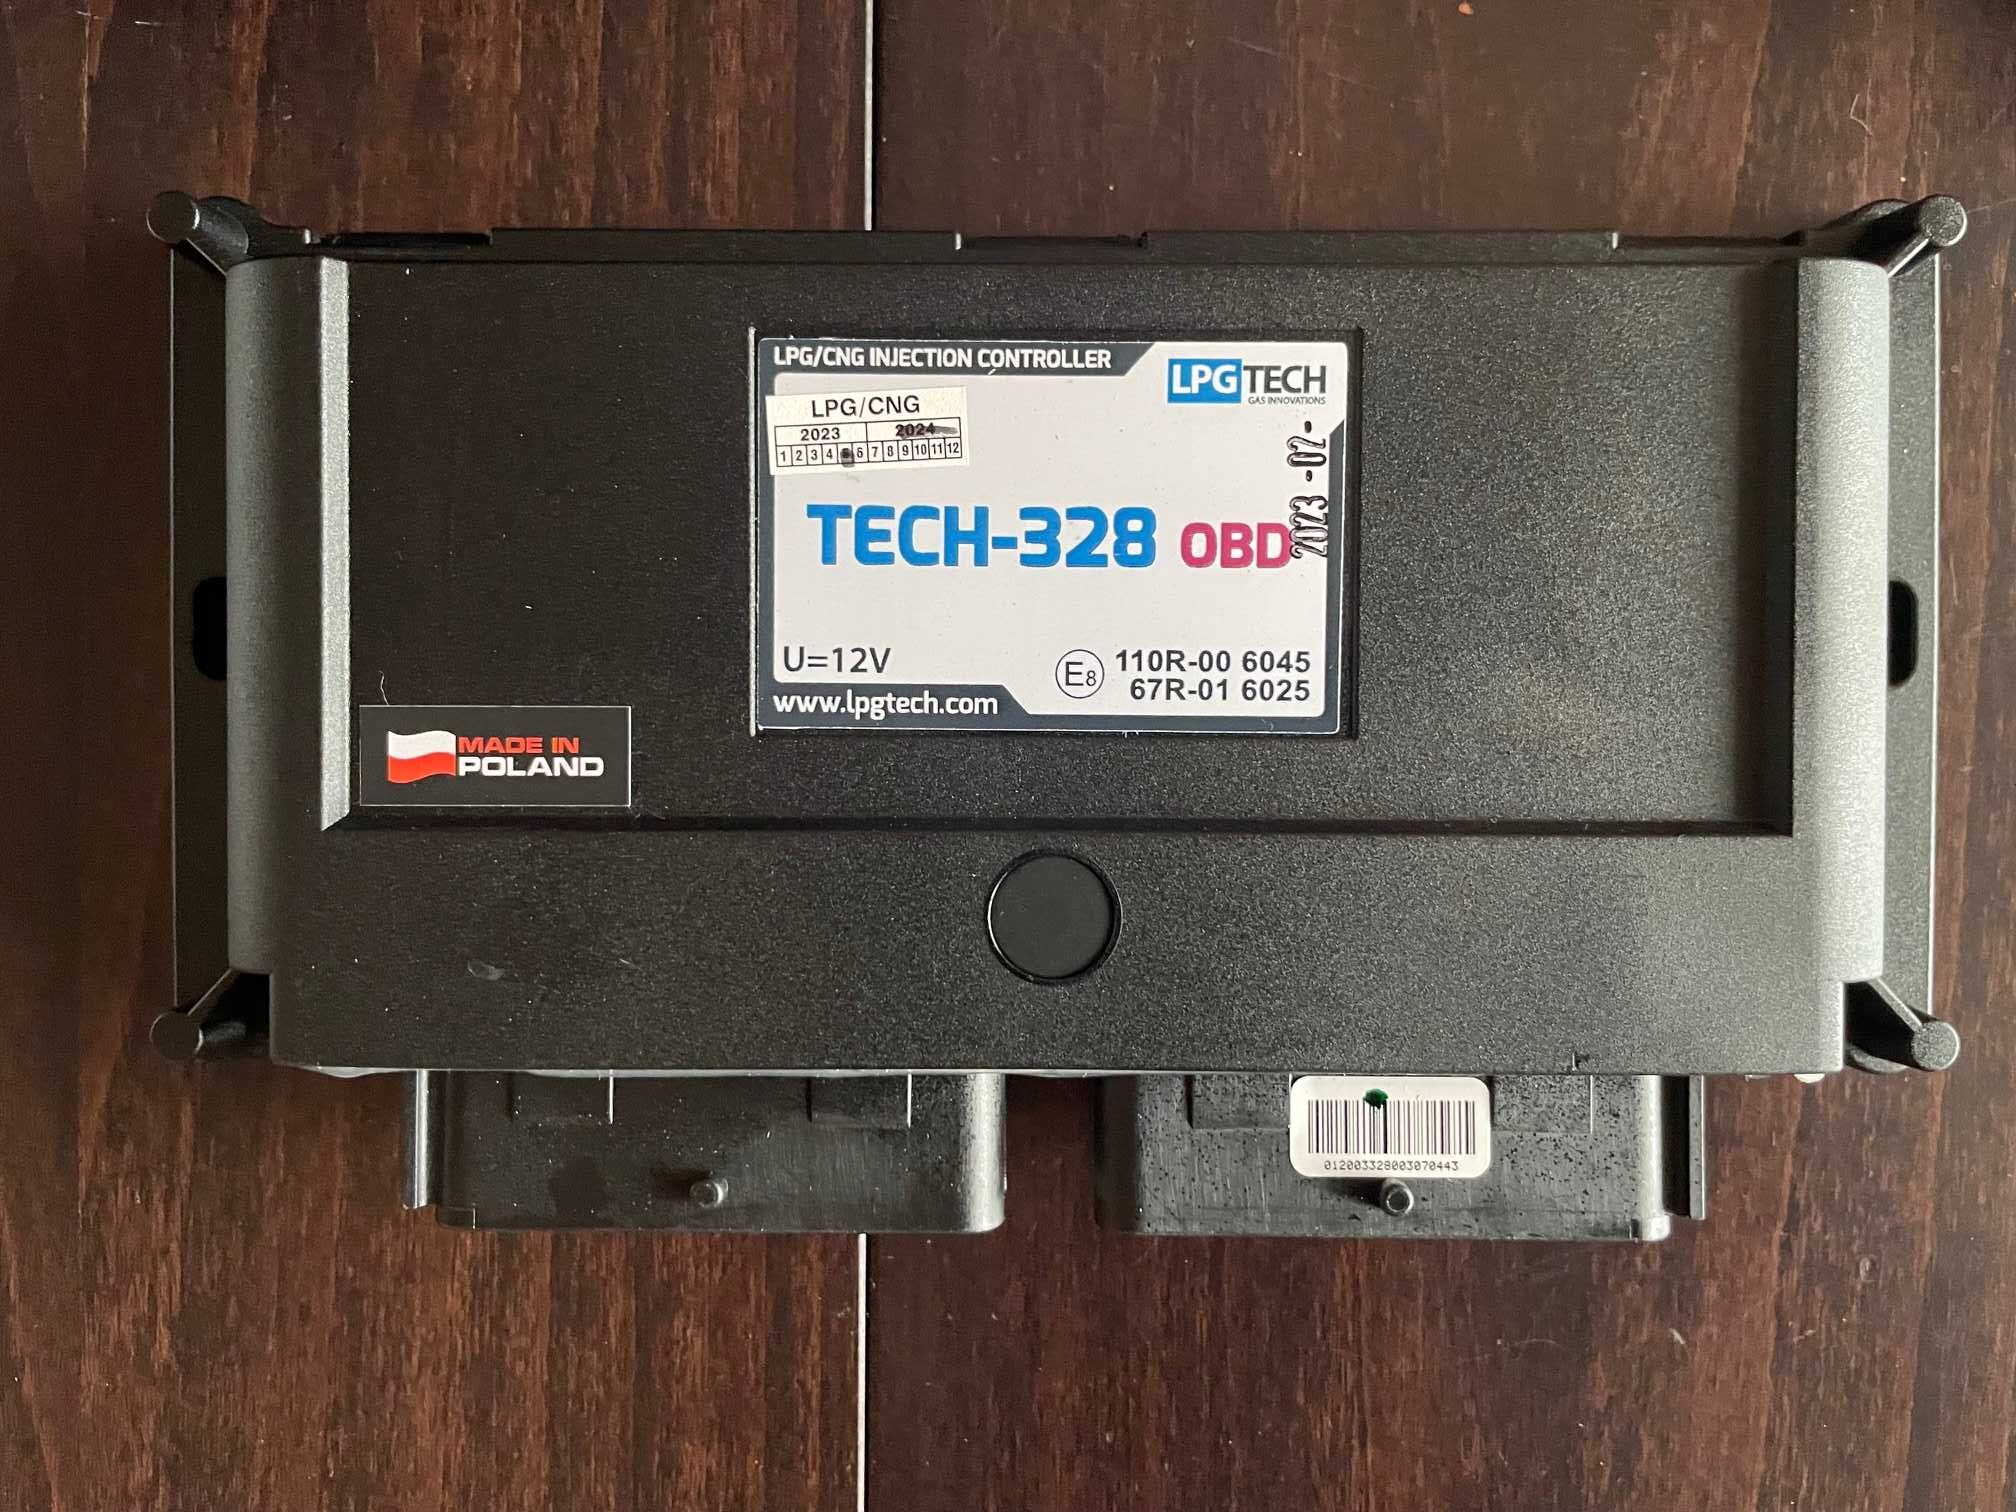 LPG/CNG INJECTION CONTROLLER
LPGTECH
GAS INNOVATIONS
LPG/CNG
2023 2024
1 2 3 4 5 6 7 8 9 10 11 12
2023 -02-
TECH-328 OBD
U=12V
E8 110R-00 6045
67R-01 6025
www.lpgtech.com
MADE IN
POLAND
012003328003070443